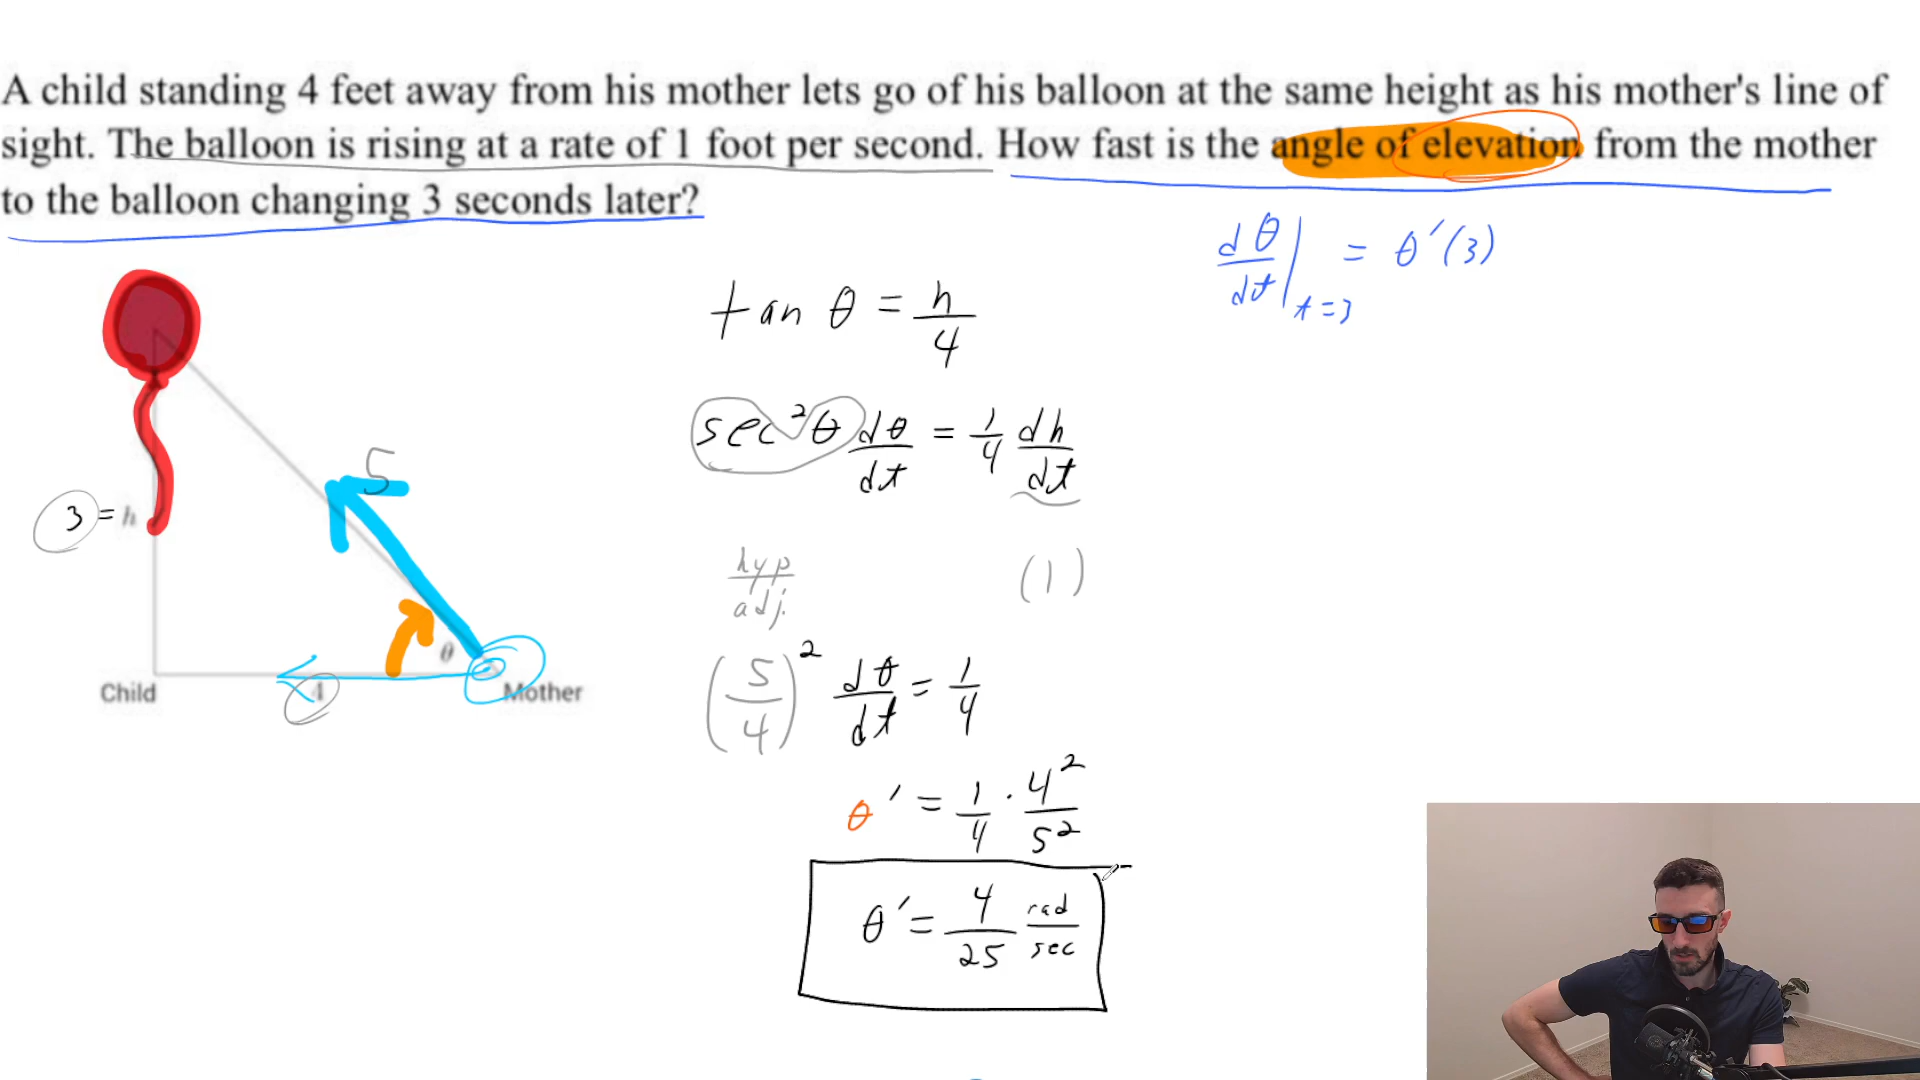 A child standing 4 feet away from his mother lets go of his balloon at the same height as his mother's line of
sight. The balloon is rising at a rate of 1 foot per second. How fast is the angle of elevation from the mother
to the balloon changing 3 seconds later?
dθ/dt |t=3 = θ′(3)
tan θ = h/4
sec²θ dθ/dt = 1/4 dh/dt
5
3 = h
hyp/adj. (1)
θ
4
Child
Mother
(5/4)² dθ/dt = 1/4
θ′ = 1/4 · 4²/5²
θ′ = 4/25 rad/sec